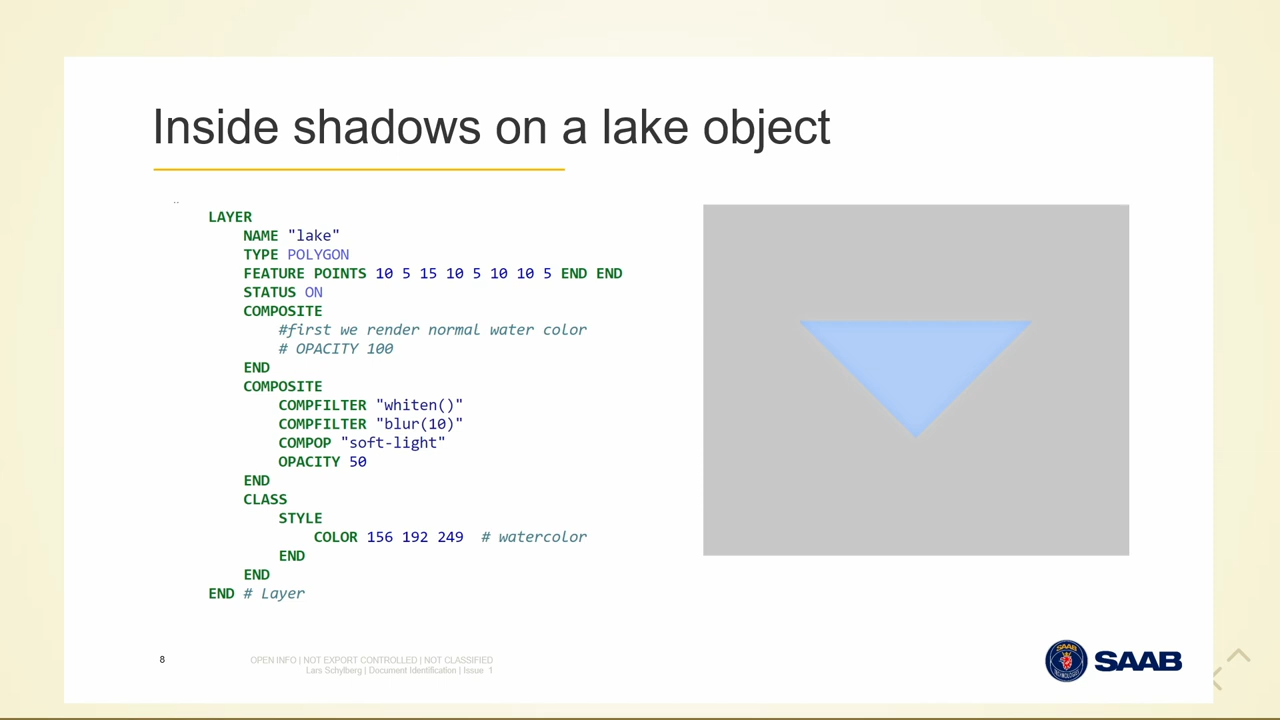 Inside shadows on a lake object
..
LAYER
NAME "lake"
TYPE POLYGON
FEATURE POINTS 10 5 15 10 5 10 10 5 END END
STATUS ON
COMPOSITE
#first we render normal water color
# OPACITY 100
END
COMPOSITE
COMPFILTER "whiten()"
COMPFILTER "blur(10)"
COMPOP "soft-light"
OPACITY 50
END
CLASS
STYLE
COLOR 156 192 249 # watercolor
END
END
END # Layer
8
OPEN INFO | NOT EXPORT CONTROLLED | NOT CLASSIFIED
Lars Schylberg | Document Identification | Issue 1
SAAB
SAAB